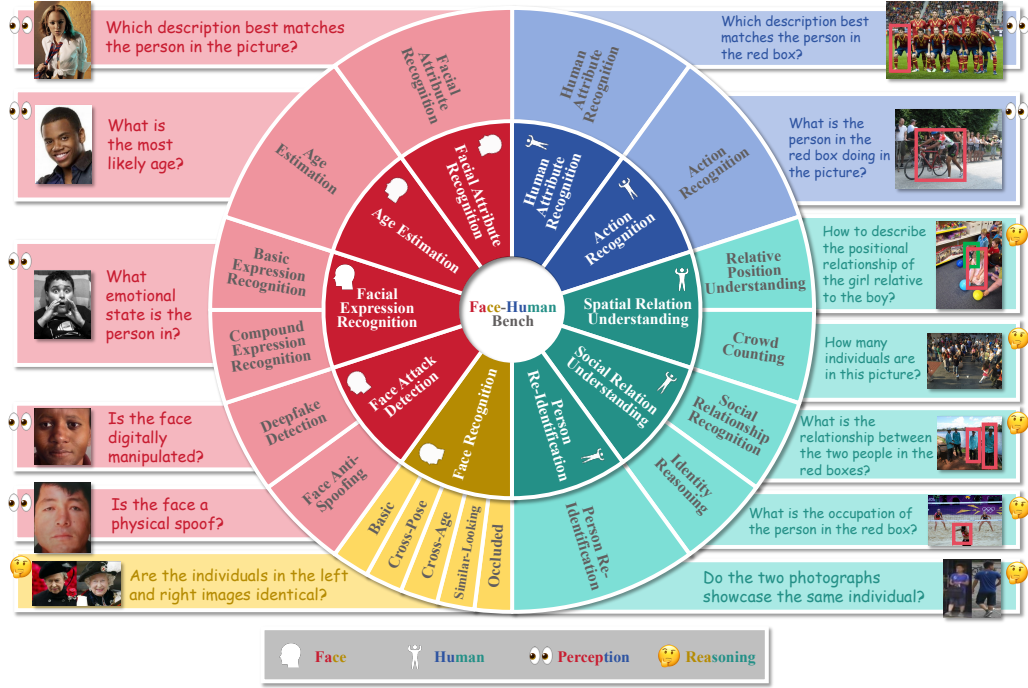 Which description best matches
the person in the picture?
What is
the most
likely age?
What
emotional
state is the
person in?
Is the face
digitally
manipulated?
Is the face a
physical spoof?
Are the individuals in the left
and right images identical?
Facial
Attribute
Recognition
Age
Estimation
Basic
Expression
Recognition
Compound
Expression
Recognition
Deepfake
Detection
Face Anti-
Spoofing
Basic
Cross-Pose
Cross-Age
Similar-Looking
Occluded
Facial Attribute
Recognition
Age Estimation
Facial
Expression
Recognition
Face Attack
Detection
Face Recognition
Face-Human
Bench
Human
Attribute
Recognition
Action
Recognition
Spatial Relation
Understanding
Social Relation
Understanding
Person
Re-Identification
Human
Attribute
Recognition
Action
Recognition
Relative
Position
Understanding
Crowd
Counting
Social
Relationship
Recognition
Identity
Reasoning
Person Re-
Identification
Which description best
matches the person in
the red box?
What is the
person in the
red box doing in
the picture?
How to describe
the positional
relationship of
the girl relative
to the boy?
How many
individuals are
in this picture?
What is the
relationship between
the two people in the
red boxes?
What is the occupation of
the person in the red box?
Do the two photographs
showcase the same individual?
Face
Human
Perception
Reasoning